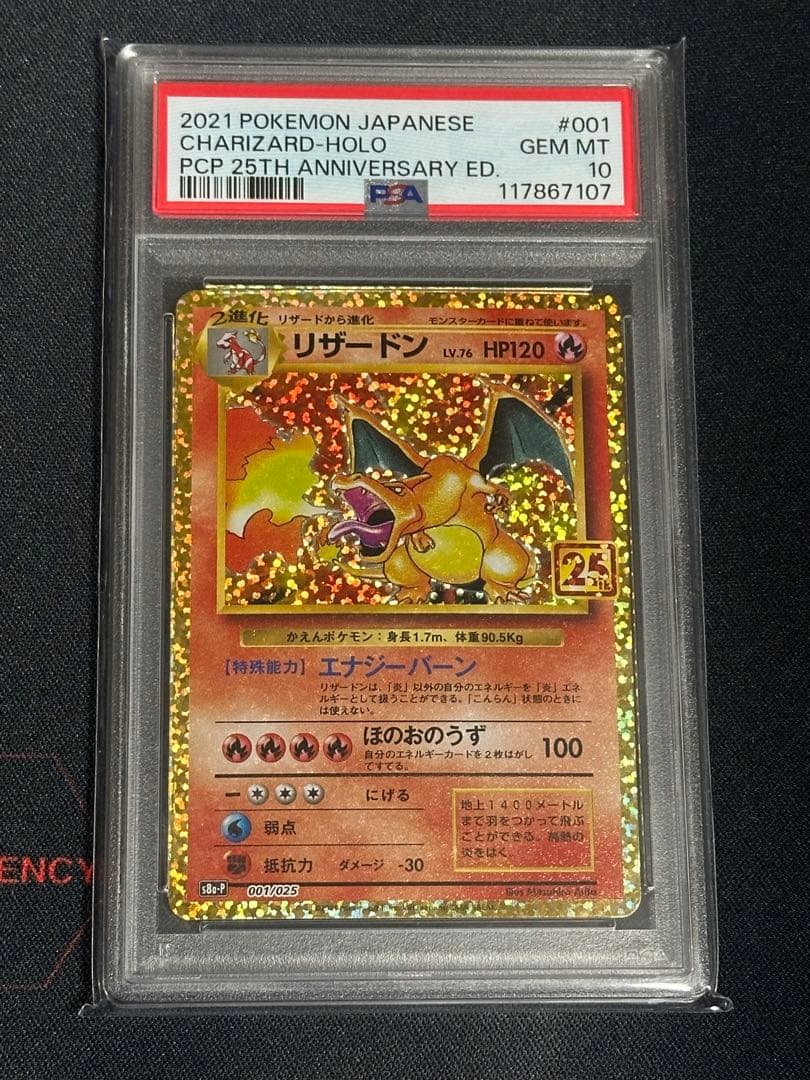 2021 POKEMON JAPANESE #001
CHARIZARD-HOLO GEM MT
PCP 25TH ANNIVERSARY ED. 10
PSA 117867107
2進化 リザードから進化 モンスターカードに重ねて使います。
リザードン LV.76 HP120
25th
かえんポケモン：身長1.7m、体重90.5Kg
【特殊能力】エナジーバーン
リザードンは、「炎」以外の自分のエネルギーを「炎」エネ
ルギーとして扱うことができる。「こんらん」状態のときに
は使えない。
ほのおのうず 100
自分のエネルギーカードを2枚はがし
てすてる。
にげる
弱点
抵抗力 ダメージ -30
地上1400メートル
まで羽をつかって飛ぶ
ことができる。高熱の
炎をはく。
s8a-P 001/025
Illus. Mitsuhiro Arita
ENCY